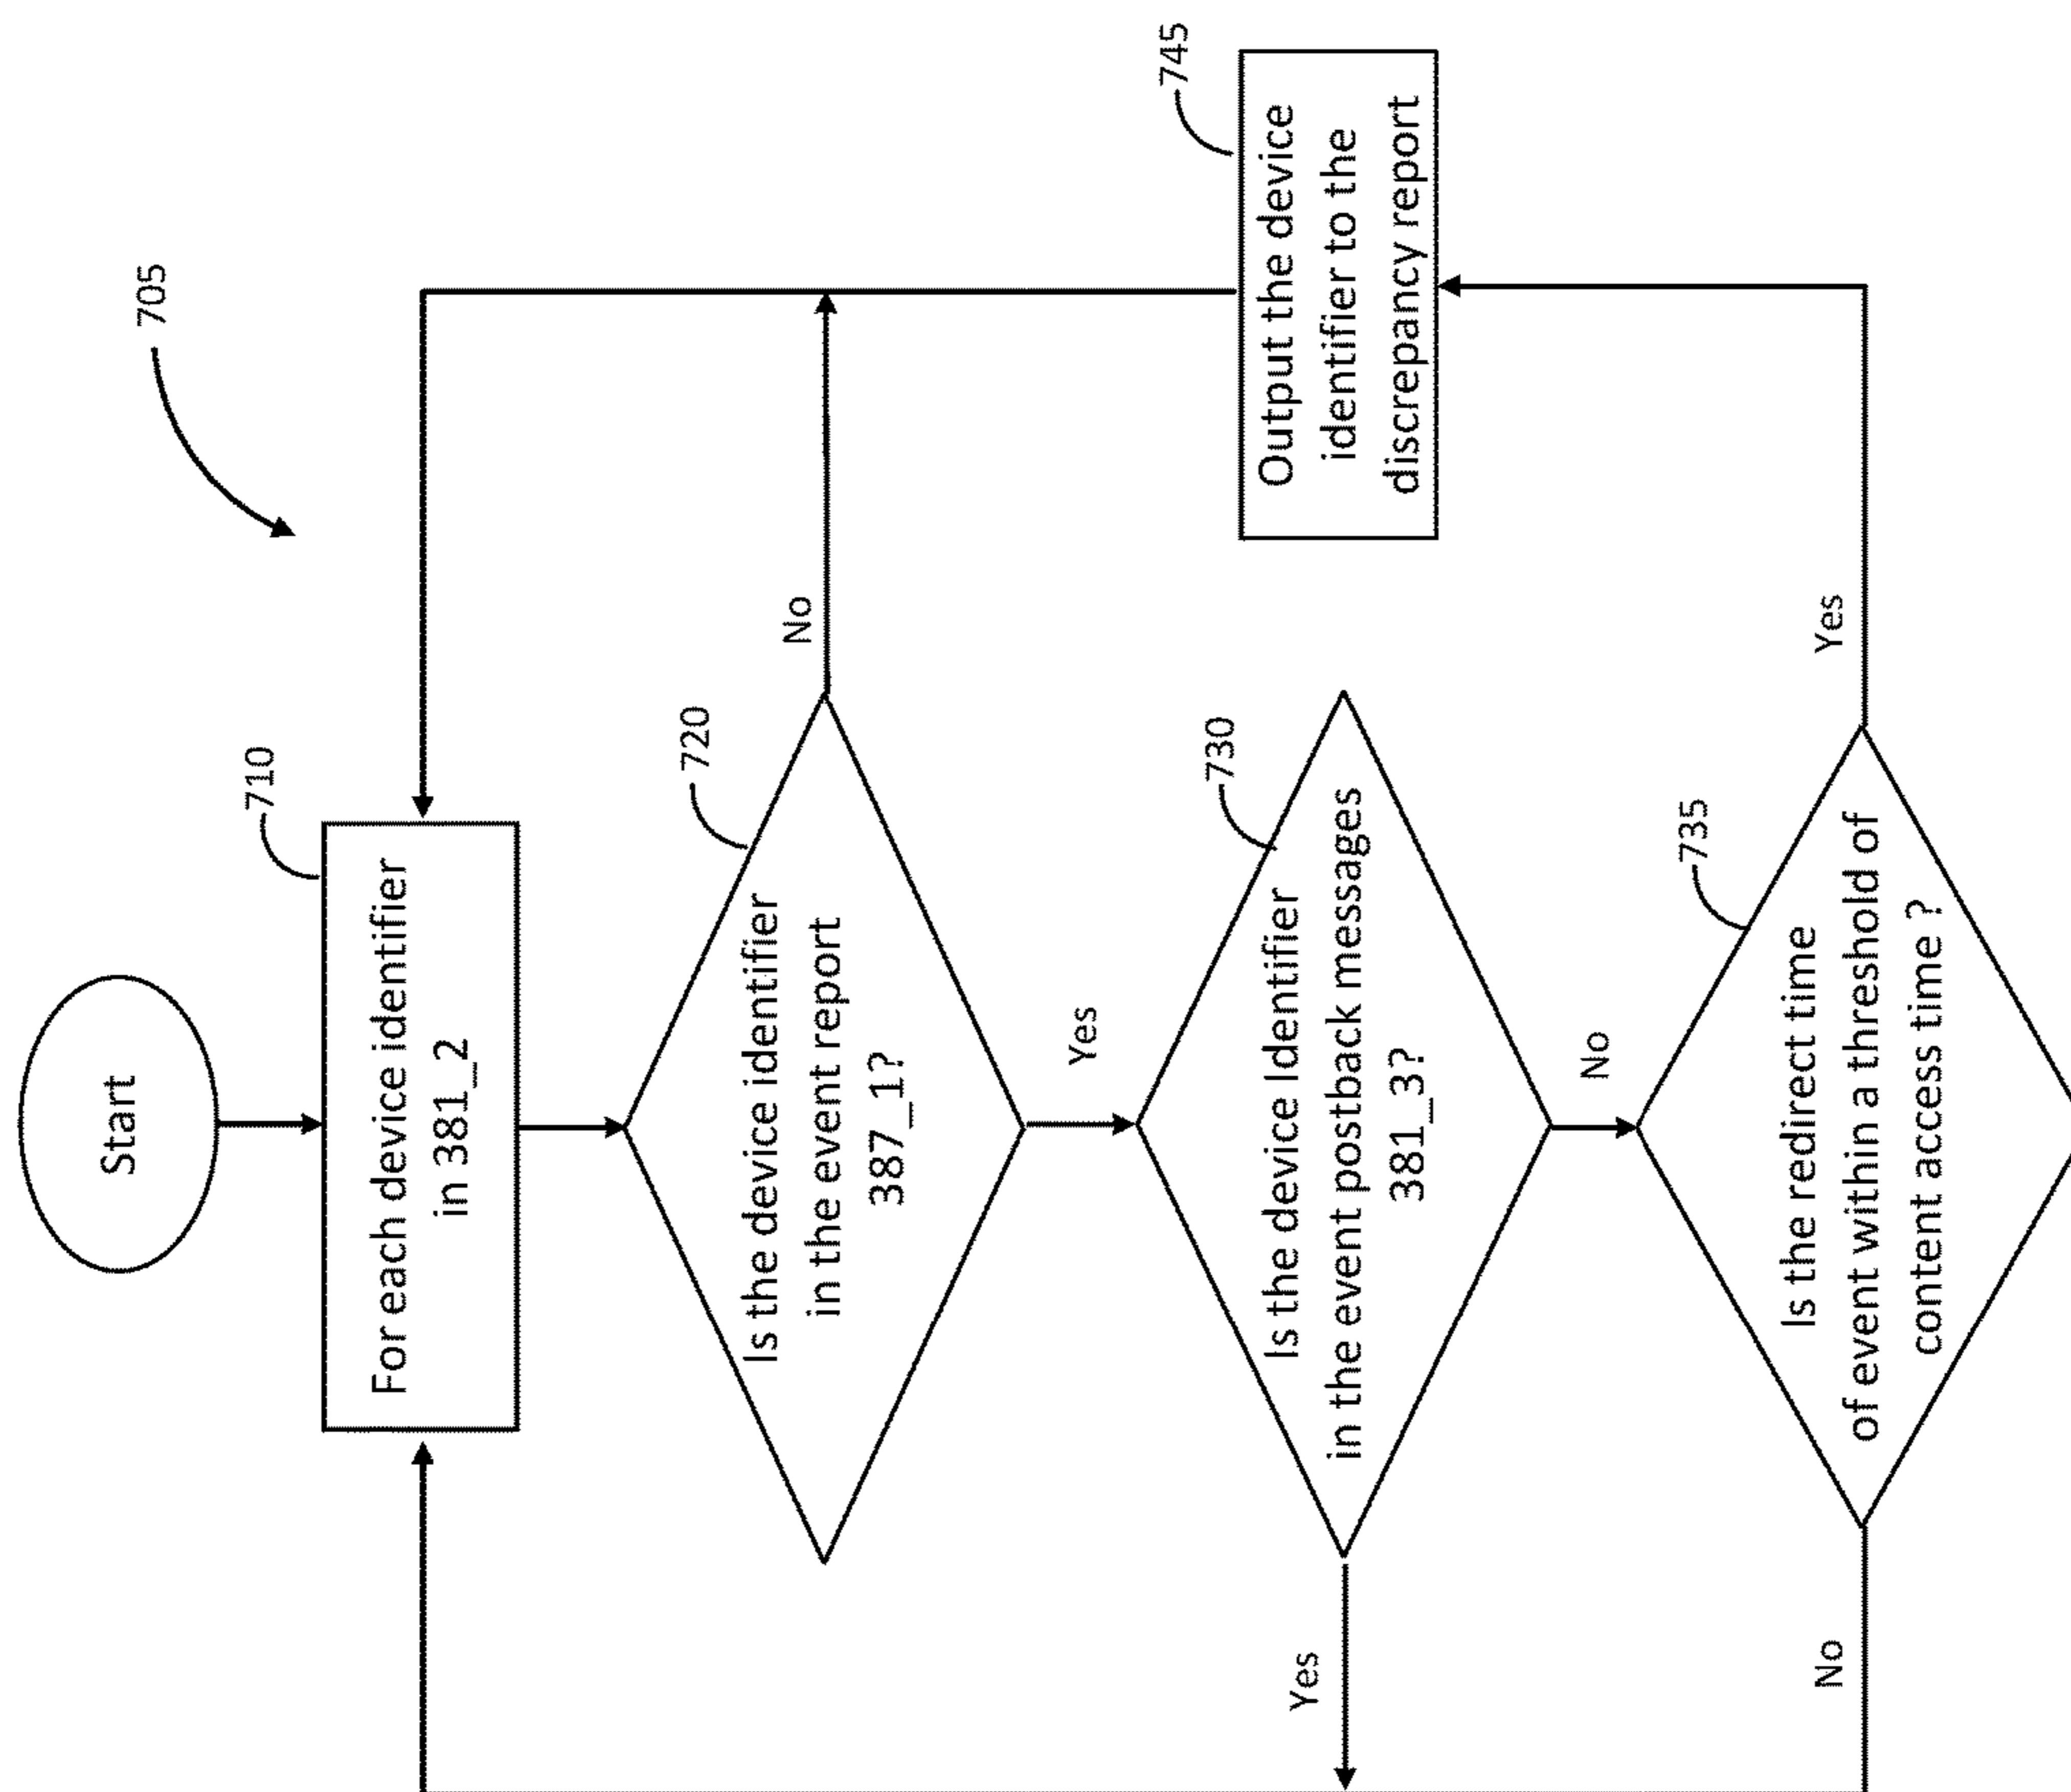 705
Start
710
For each device identifier
in 381_2
720
Is the device identifier
in the event report
387_1?
No
Yes
730
Is the device Identifier
in the event postback messages
381_3?
Yes
No
735
Is the redirect time
of event within a threshold of
content access time ?
No
Yes
745
Output the device
identifier to the
discrepancy report